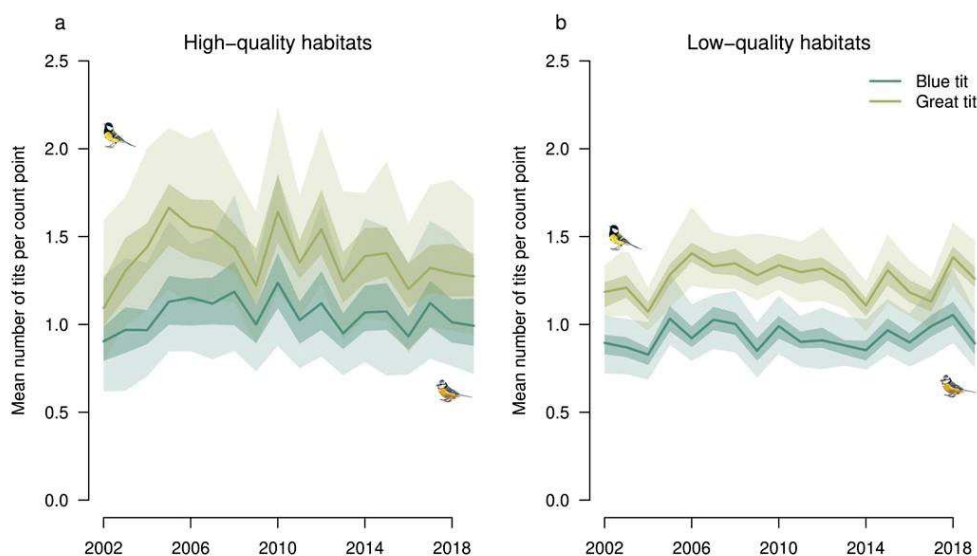 a
High−quality habitats
Mean number of tits per count point
2.5
2.0
1.5
1.0
0.5
0.0
2002 2006 2010 2014 2018
b
Low−quality habitats
Mean number of tits per count point
2.5
2.0
1.5
1.0
0.5
0.0
2002 2006 2010 2014 2018
Blue tit
Great tit